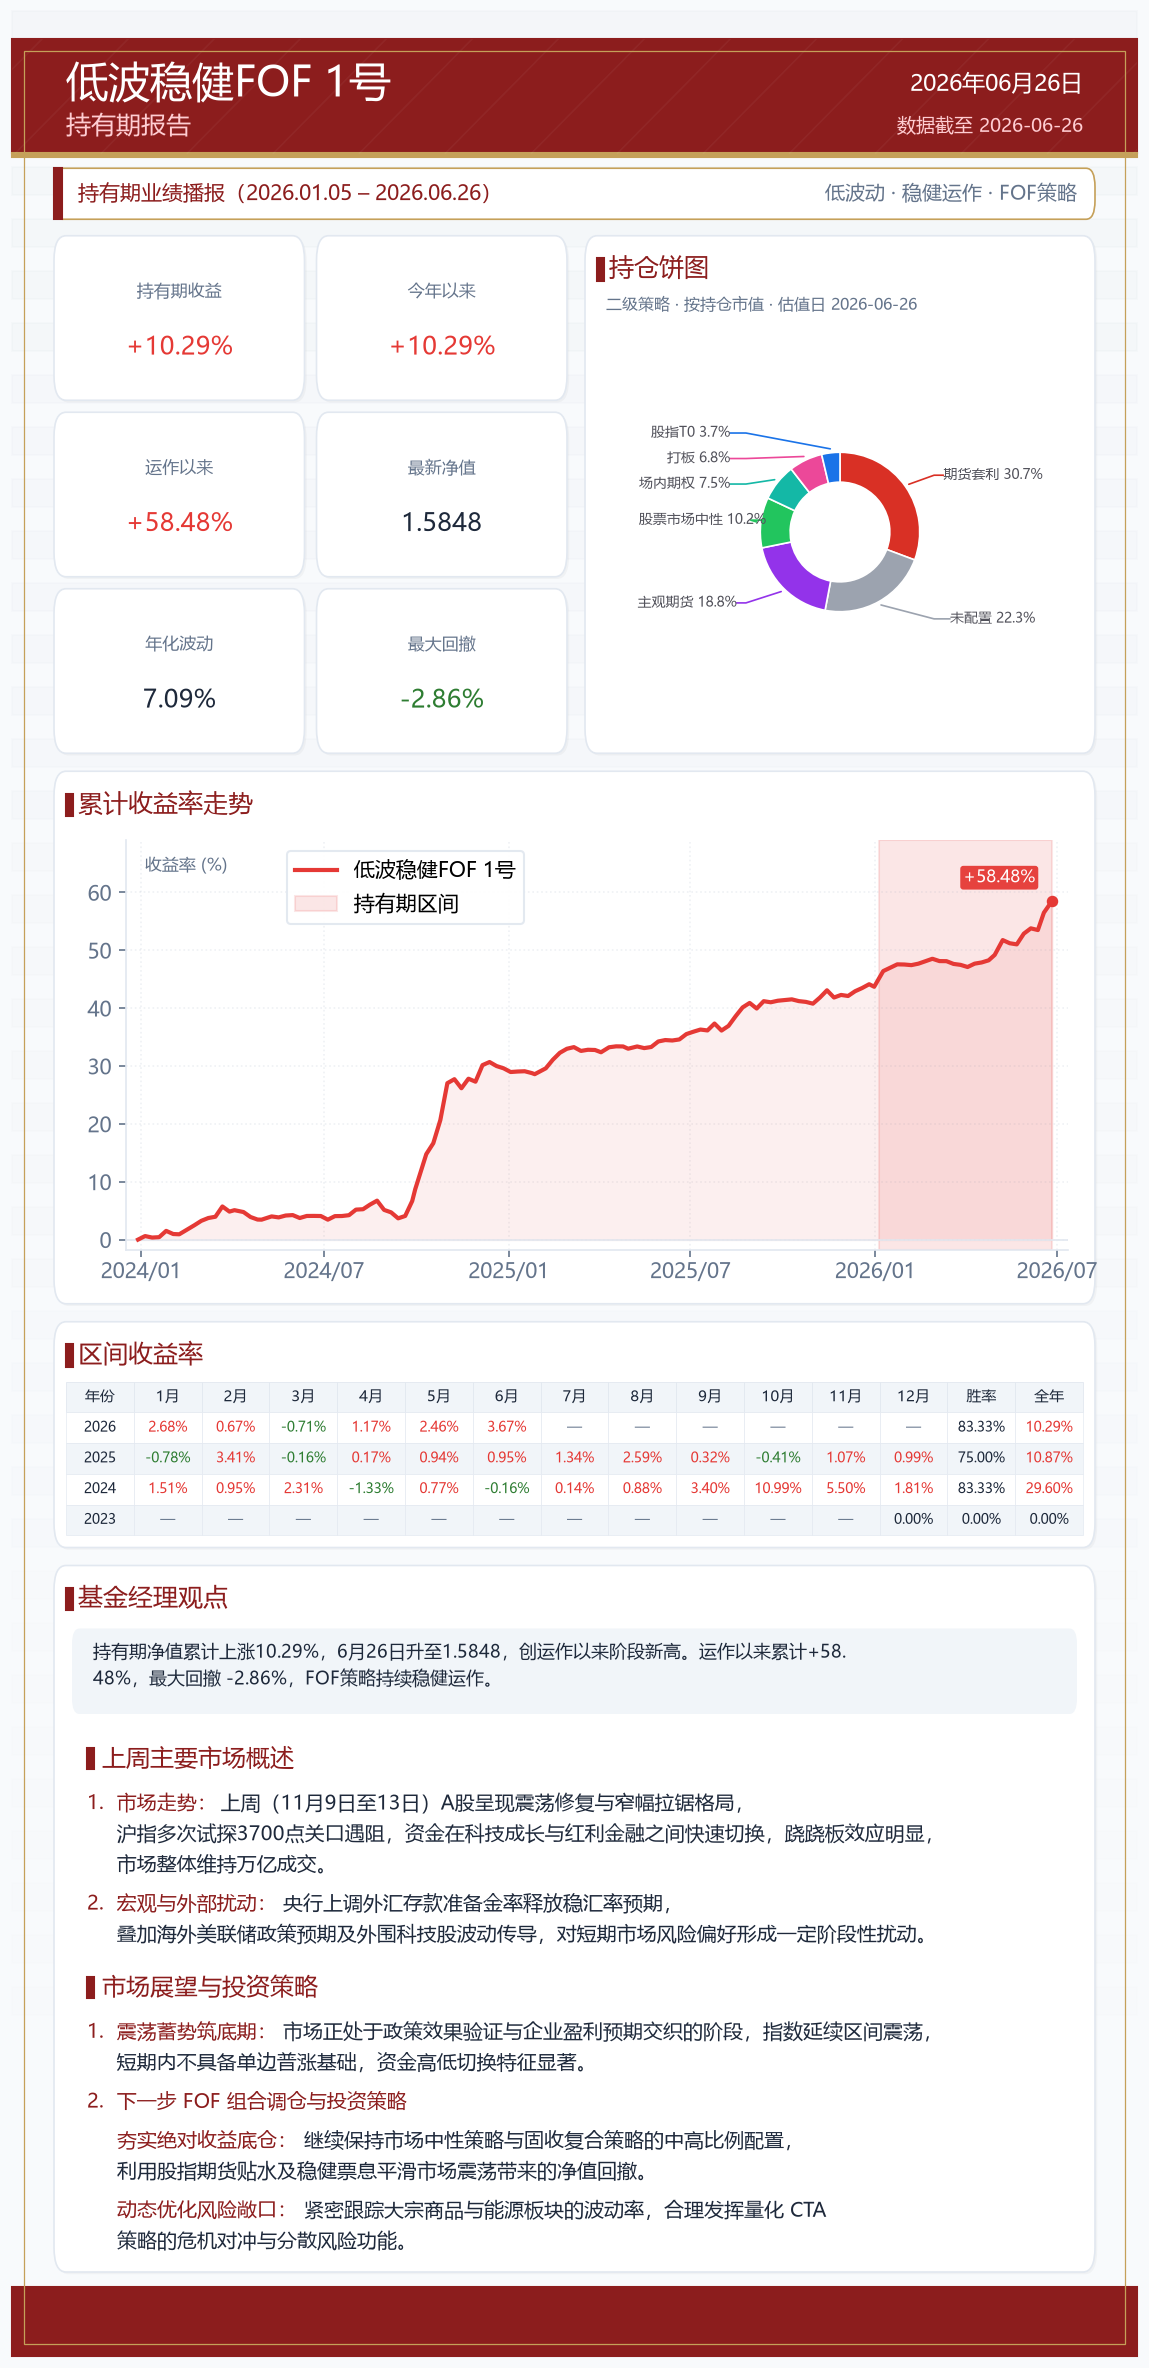 低波稳健FOF 1号
持有期报告
2026年06月26日
数据截至 2026-06-26
持有期业绩播报（2026.01.05 – 2026.06.26）
低波动 · 稳健运作 · FOF策略
持有期收益
+10.29%
今年以来
+10.29%
运作以来
+58.48%
最新净值
1.5848
年化波动
7.09%
最大回撤
-2.86%
持仓饼图
二级策略 · 按持仓市值 · 估值日 2026-06-26
股指T0 3.7%
打板 6.8%
场内期权 7.5%
股票市场中性 10.2%
主观期货 18.8%
期货套利 30.7%
未配置 22.3%
累计收益率走势
收益率 (%)
低波稳健FOF 1号
持有期区间
+58.48%
60
50
40
30
20
10
0
2024/01 2024/07 2025/01 2025/07 2026/01 2026/07
区间收益率
年份 1月 2月 3月 4月 5月 6月 7月 8月 9月 10月 11月 12月 胜率 全年
2026 2.68% 0.67% -0.71% 1.17% 2.46% 3.67% — — — — — — 83.33% 10.29%
2025 -0.78% 3.41% -0.16% 0.17% 0.94% 0.95% 1.34% 2.59% 0.32% -0.41% 1.07% 0.99% 75.00% 10.87%
2024 1.51% 0.95% 2.31% -1.33% 0.77% -0.16% 0.14% 0.88% 3.40% 10.99% 5.50% 1.81% 83.33% 29.60%
2023 — — — — — — — — — — — 0.00% 0.00% 0.00%
基金经理观点
持有期净值累计上涨10.29%，6月26日升至1.5848，创运作以来阶段新高。运作以来累计+58.
48%，最大回撤 -2.86%，FOF策略持续稳健运作。
上周主要市场概述
1. 市场走势： 上周（11月9日至13日）A股呈现震荡修复与窄幅拉锯格局，
沪指多次试探3700点关口遇阻，资金在科技成长与红利金融之间快速切换，跷跷板效应明显，
市场整体维持万亿成交。
2. 宏观与外部扰动： 央行上调外汇存款准备金率释放稳汇率预期，
叠加海外美联储政策预期及外围科技股波动传导，对短期市场风险偏好形成一定阶段性扰动。
市场展望与投资策略
1. 震荡蓄势筑底期： 市场正处于政策效果验证与企业盈利预期交织的阶段，指数延续区间震荡，
短期内不具备单边普涨基础，资金高低切换特征显著。
2. 下一步 FOF 组合调仓与投资策略
夯实绝对收益底仓： 继续保持市场中性策略与固收复合策略的中高比例配置，
利用股指期货贴水及稳健票息平滑市场震荡带来的净值回撤。
动态优化风险敞口： 紧密跟踪大宗商品与能源板块的波动率，合理发挥量化 CTA
策略的危机对冲与分散风险功能。